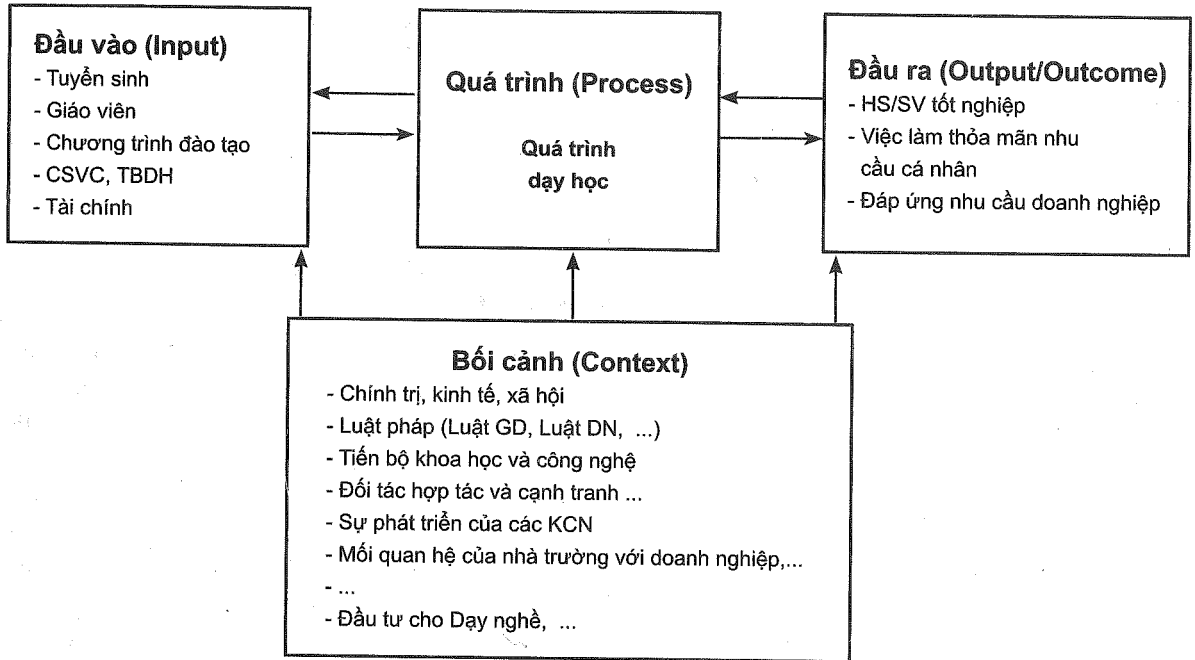 Đầu vào (Input)
- Tuyển sinh
- Giáo viên
- Chương trình đào tạo
- CSVC, TBDH
- Tài chính
Quá trình (Process)
Quá trình
dạy học
Đầu ra (Output/Outcome)
- HS/SV tốt nghiệp
- Việc làm thỏa mãn nhu
cầu cá nhân
- Đáp ứng nhu cầu doanh nghiệp
Bối cảnh (Context)
- Chính trị, kinh tế, xã hội
- Luật pháp (Luật GD, Luật DN, ...)
- Tiến bộ khoa học và công nghệ
- Đối tác hợp tác và cạnh tranh ...
- Sự phát triển của các KCN
- Mối quan hệ của nhà trường với doanh nghiệp,...
- ...
- Đầu tư cho Dạy nghề, ...